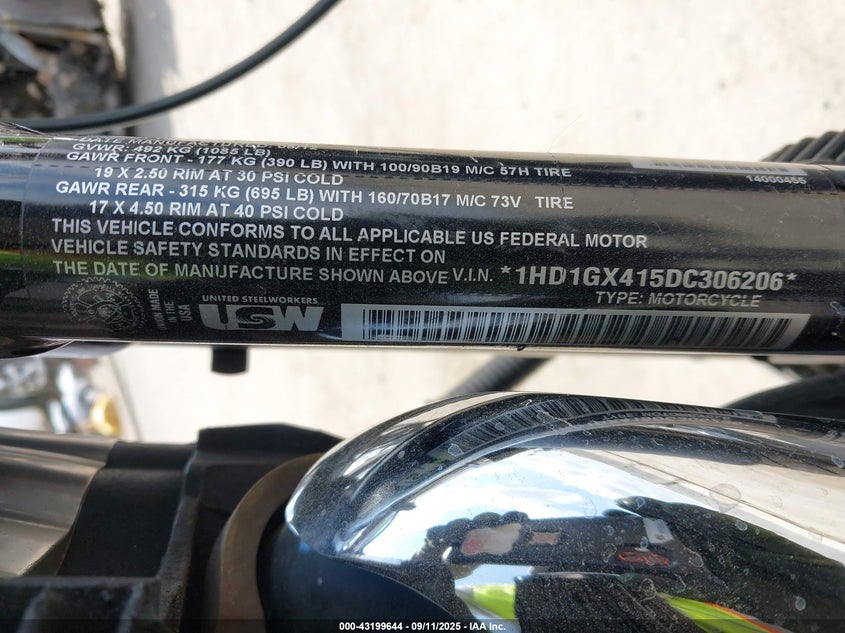 GVWR: 492 KG (1085 LB)
GAWR FRONT - 177 KG (390 LB) WITH 100/90B19 M/C 57H TIRE
19 X 2.50 RIM AT 30 PSI COLD
GAWR REAR - 315 KG (695 LB) WITH 160/70B17 M/C 73V TIRE
17 X 4.50 RIM AT 40 PSI COLD
THIS VEHICLE CONFORMS TO ALL APPLICABLE US FEDERAL MOTOR
VEHICLE SAFETY STANDARDS IN EFFECT ON
THE DATE OF MANUFACTURE SHOWN ABOVE V.I.N. *1HD1GX415DC306206*
TYPE: MOTORCYCLE
14000455
MADE
IN THE
USA
UNITED STEELWORKERS
USW
000-43199644 - 09/11/2025 - IAA Inc.